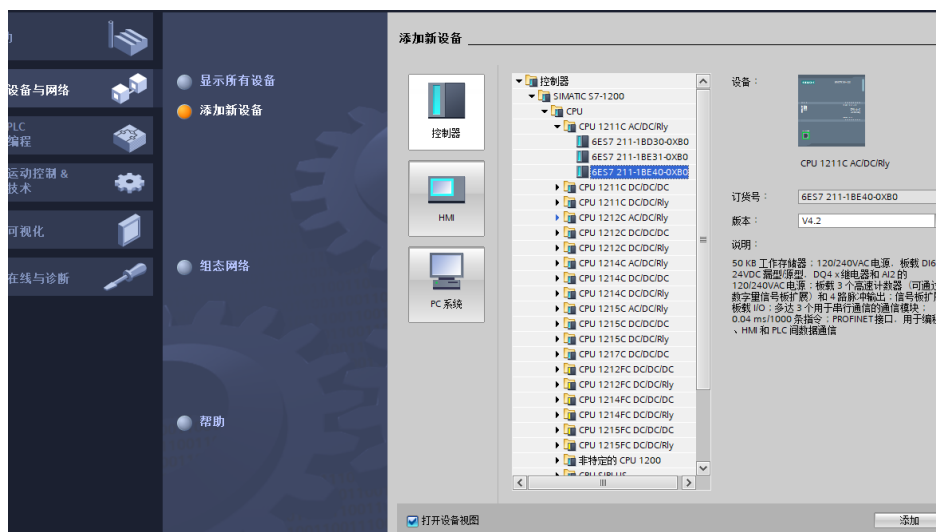 设备与网络
PLC
编程
运动控制 &
技术
可视化
在线与诊断
显示所有设备
添加新设备
组态网络
帮助
添加新设备
控制器
HMI
PC 系统
控制器
SIMATIC S7-1200
CPU
CPU 1211C AC/DC/Rly
6ES7 211-1BD30-0XB0
6ES7 211-1BE31-0XB0
6ES7 211-1BE40-0XB0
CPU 1211C DC/DC/DC
CPU 1211C DC/DC/Rly
CPU 1212C AC/DC/Rly
CPU 1212C DC/DC/DC
CPU 1212C DC/DC/Rly
CPU 1214C AC/DC/Rly
CPU 1214C DC/DC/DC
CPU 1214C DC/DC/Rly
CPU 1215C AC/DC/Rly
CPU 1215C DC/DC/DC
CPU 1215C DC/DC/Rly
CPU 1217C DC/DC/DC
CPU 1212FC DC/DC/DC
CPU 1212FC DC/DC/Rly
CPU 1214FC DC/DC/DC
CPU 1214FC DC/DC/Rly
CPU 1215FC DC/DC/DC
CPU 1215FC DC/DC/Rly
非特定的 CPU 1200
CPU SIPLUS
设备：
CPU 1211C AC/DC/Rly
订货号：
6ES7 211-1BE40-0XB0
版本：
V4.2
说明：
50 KB 工作存储器；120/240VAC 电源，板载 DI6
24VDC 漏型/源型，DQ4 x 继电器和 AI2 的
120/240VAC 电源；板载 3 个高速计数器（可通过
数字量信号板扩展）和 4 路脉冲输出；信号板扩展
板载 I/O；多达 3 个用于串行通信的通信模块；
0.04 ms/1000 条指令；PROFINET 接口，用于编程
、HMI 和 PLC 间数据通信
打开设备视图
添加